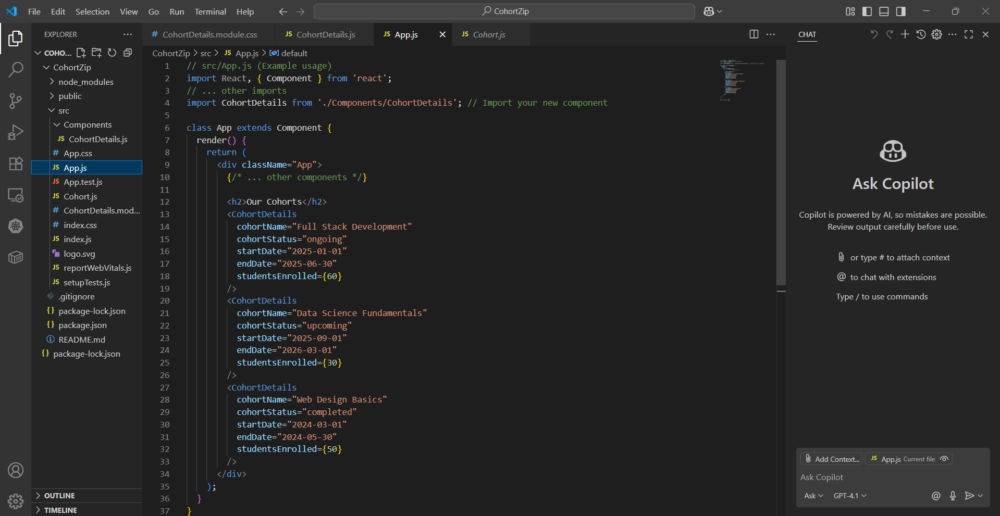 File Edit Selection View Go Run Terminal Help
CohortZip
EXPLORER
COHO...
CohortZip
node_modules
public
src
Components
JS CohortDetails.js
# App.css
JS App.js
JS App.test.js
JS Cohort.js
# CohortDetails.mod...
# index.css
JS index.js
logo.svg
JS reportWebVitals.js
JS setupTests.js
.gitignore
{} package-lock.json
{} package.json
README.md
{} package-lock.json
OUTLINE
TIMELINE
# CohortDetails.module.css
JS CohortDetails.js
JS App.js
JS Cohort.js
CohortZip > src > JS App.js > default
1 // src/App.js (Example usage)
2 import React, { Component } from 'react';
3 // ... other imports
4 import CohortDetails from './Components/CohortDetails'; // Import your new component
5
6 class App extends Component {
7 render() {
8 return (
9 <div className="App">
10 {/* ... other components */}
11
12 <h2>Our Cohorts</h2>
13 <CohortDetails
14 cohortName="Full Stack Development"
15 cohortStatus="ongoing"
16 startDate="2025-01-01"
17 endDate="2025-06-30"
18 studentsEnrolled={60}
19 />
20 <CohortDetails
21 cohortName="Data Science Fundamentals"
22 cohortStatus="upcoming"
23 startDate="2025-09-01"
24 endDate="2026-03-01"
25 studentsEnrolled={30}
26 />
27 <CohortDetails
28 cohortName="Web Design Basics"
29 cohortStatus="completed"
30 startDate="2024-03-01"
31 endDate="2024-05-30"
32 studentsEnrolled={50}
33 />
34 </div>
35 );
36 }
37 }
CHAT
Ask Copilot
Copilot is powered by AI, so mistakes are possible.
Review output carefully before use.
or type # to attach context
@ to chat with extensions
Type / to use commands
Add Context...
JS App.js Current file
Ask Copilot
Ask
GPT-4.1
@